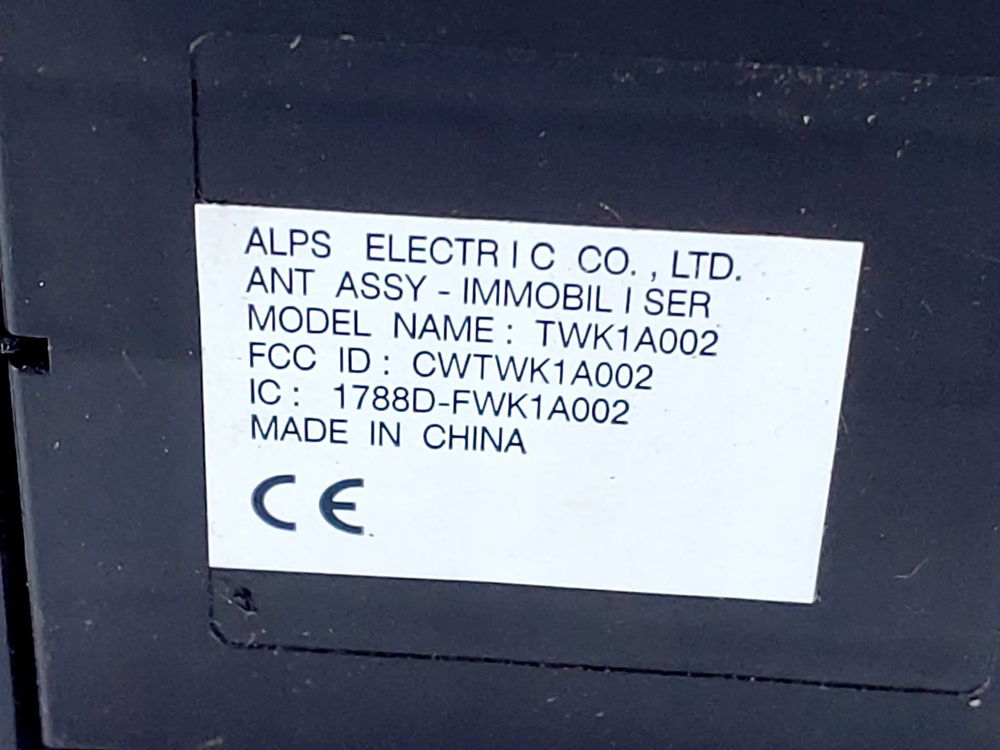 ALPS ELECTRIC CO., LTD.
ANT ASSY - IMMOBILISER
MODEL NAME : TWK1A002
FCC ID : CWTWK1A002
IC : 1788D-FWK1A002
MADE IN CHINA
CE